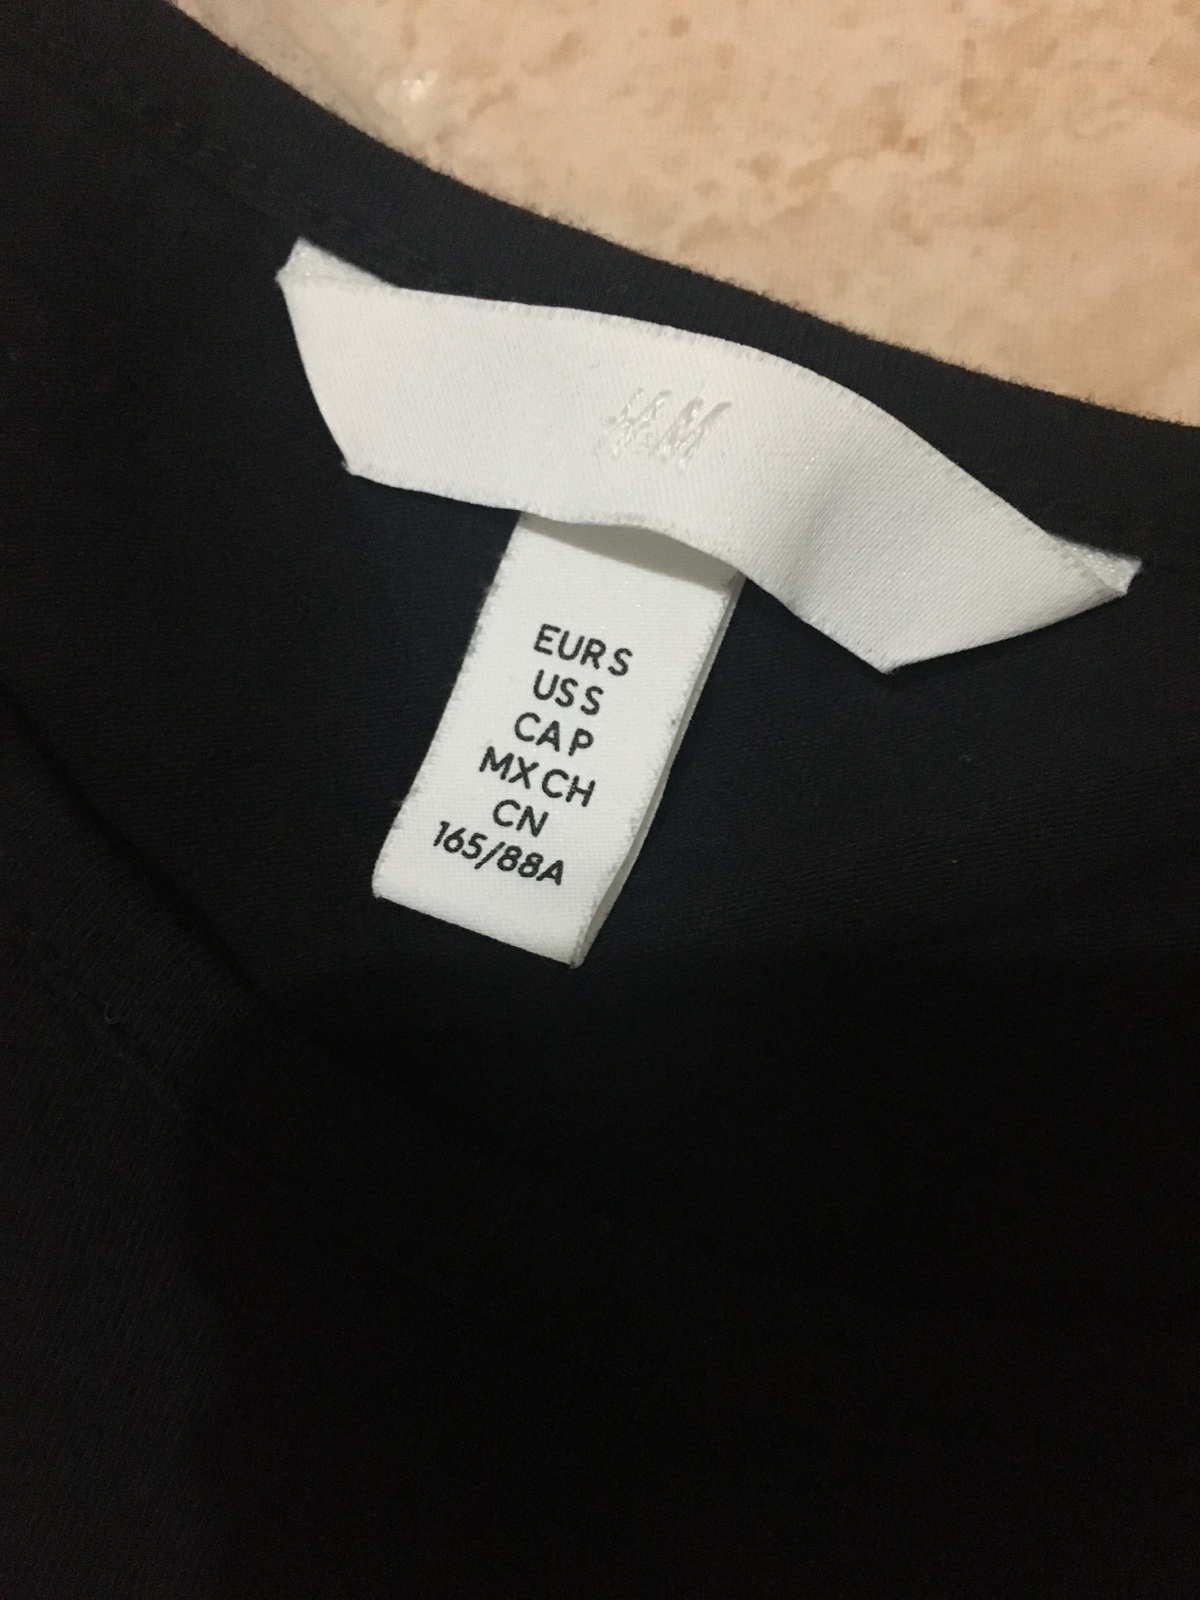 H&M
EUR S
US S
CA P
MX CH
CN
165/88A